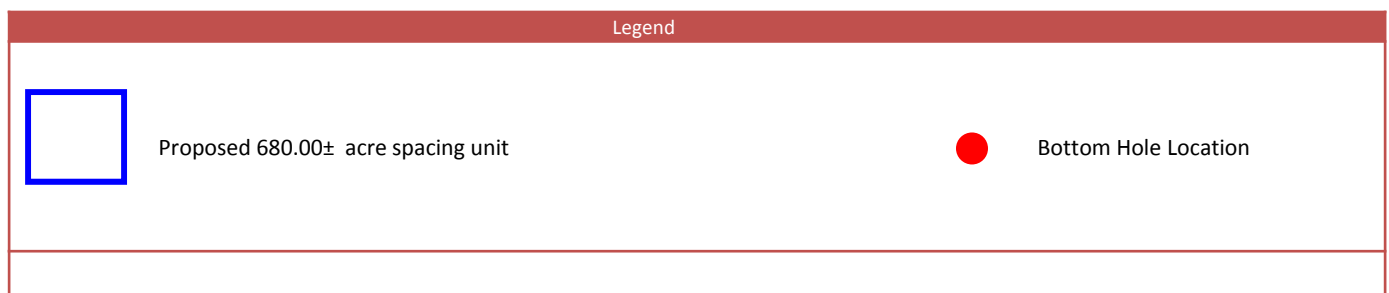 Legend
Proposed 680.00± acre spacing unit
Bottom Hole Location